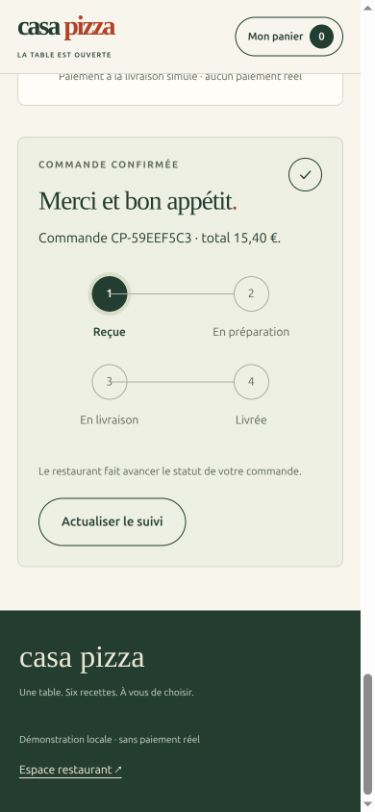 casa pizza
LA TABLE EST OUVERTE
Mon panier 0
Paiement à la livraison simulé · aucun paiement réel
COMMANDE CONFIRMÉE
Merci et bon appétit.
Commande CP-59EEF5C3 · total 15,40 €.
1 2
Reçue En préparation
3 4
En livraison Livrée
Le restaurant fait avancer le statut de votre commande.
Actualiser le suivi
casa pizza
Une table. Six recettes. À vous de choisir.
Démonstration locale · sans paiement réel
Espace restaurant ↗